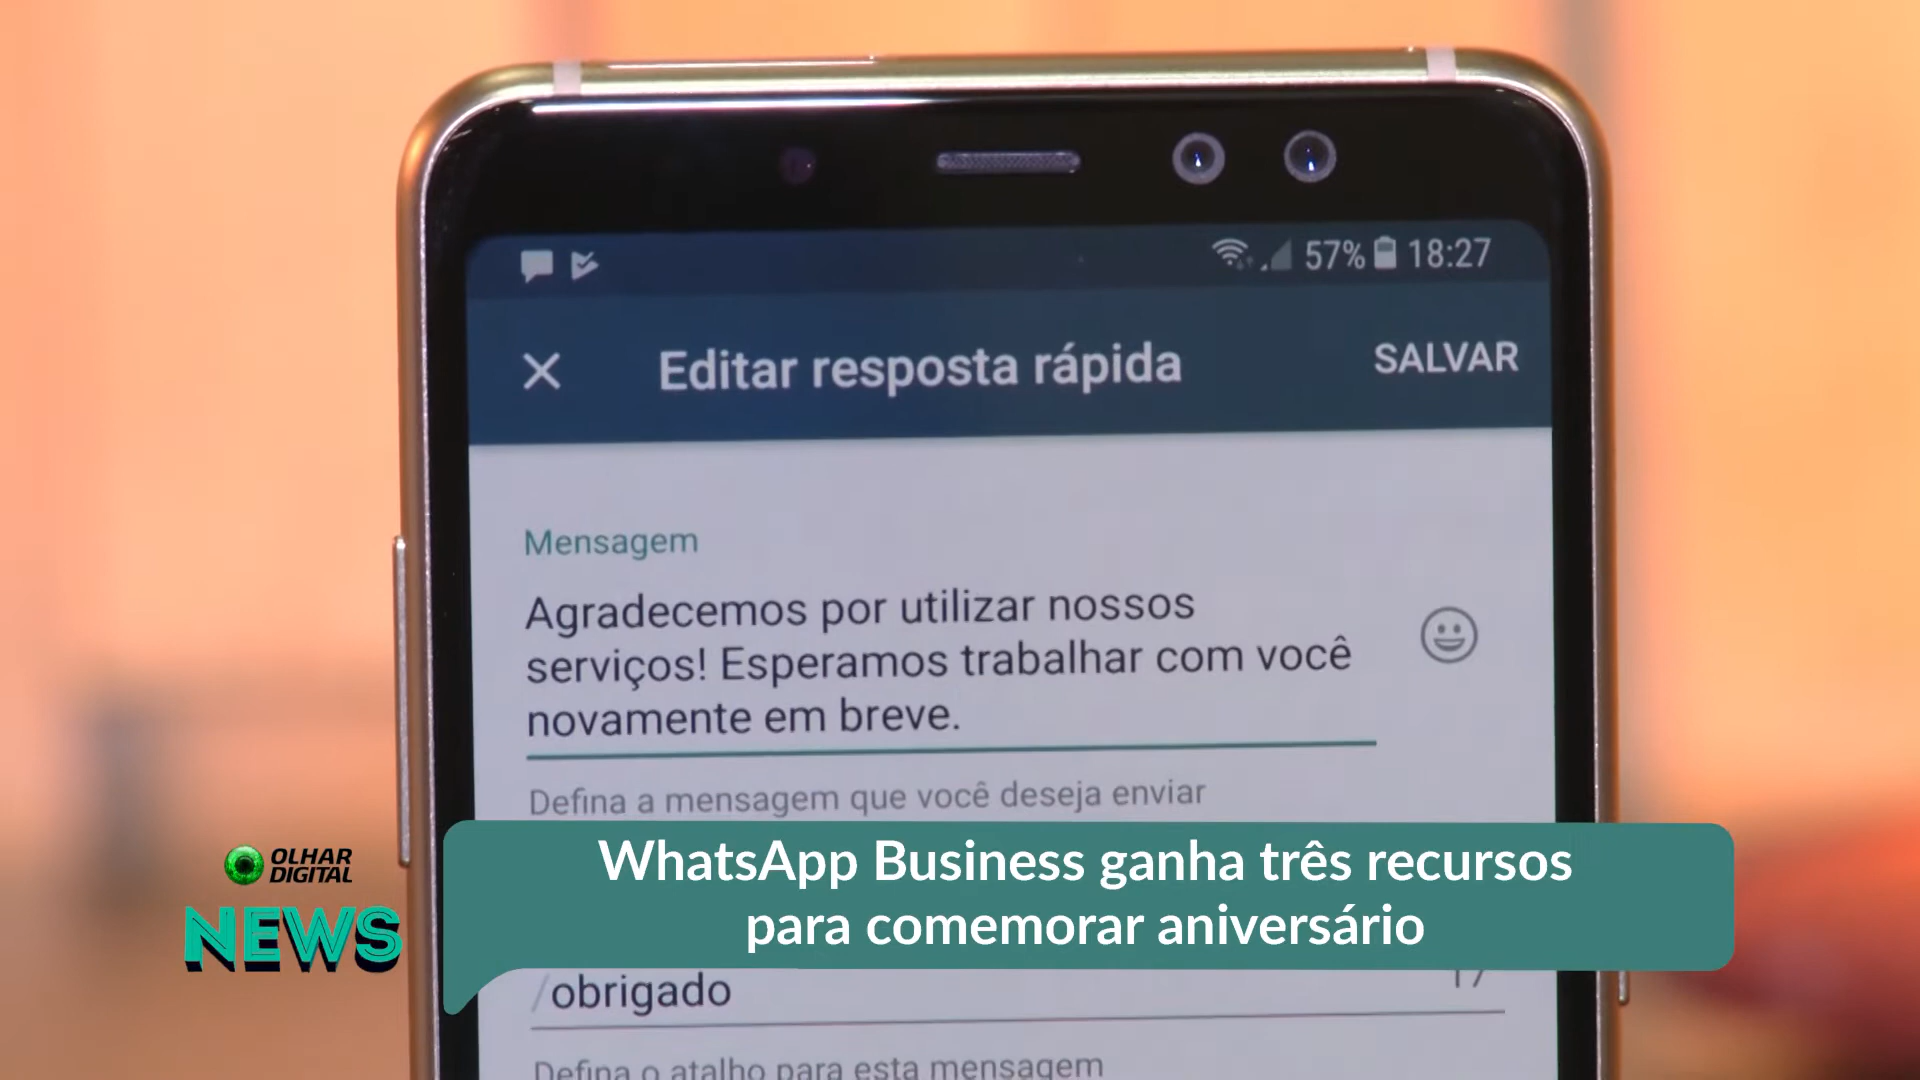 57% 18:27
Editar resposta rápida
SALVAR
Mensagem
Agradecemos por utilizar nossos
serviços! Esperamos trabalhar com você
novamente em breve.
Defina a mensagem que você deseja enviar
OLHAR
DIGITAL
NEWS
WhatsApp Business ganha três recursos
para comemorar aniversário
/obrigado
17
Defina o atalho para esta mensagem